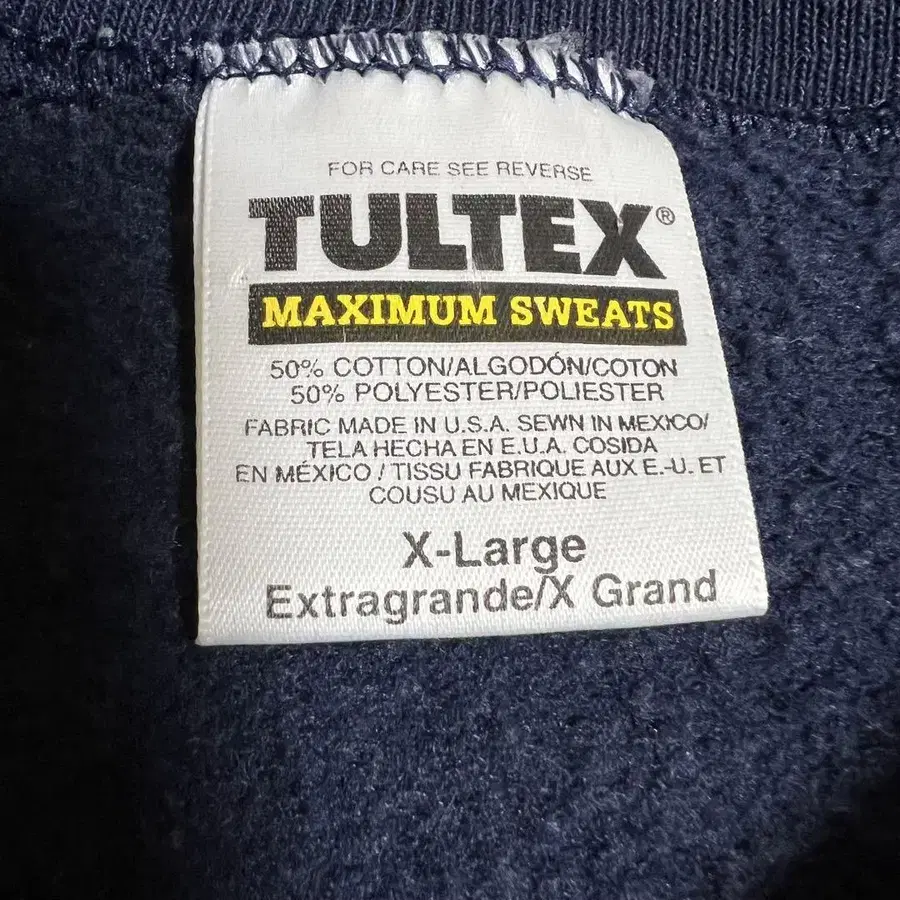 FOR CARE SEE REVERSE
TULTEX®
MAXIMUM SWEATS
50% COTTON/ALGODÓN/COTON
50% POLYESTER/POLIESTER
FABRIC MADE IN U.S.A. SEWN IN MEXICO/
TELA HECHA EN E.U.A. COSIDA
EN MÉXICO / TISSU FABRIQUE AUX E.-U. ET
COUSU AU MEXIQUE
X-Large
Extragrande/X Grand